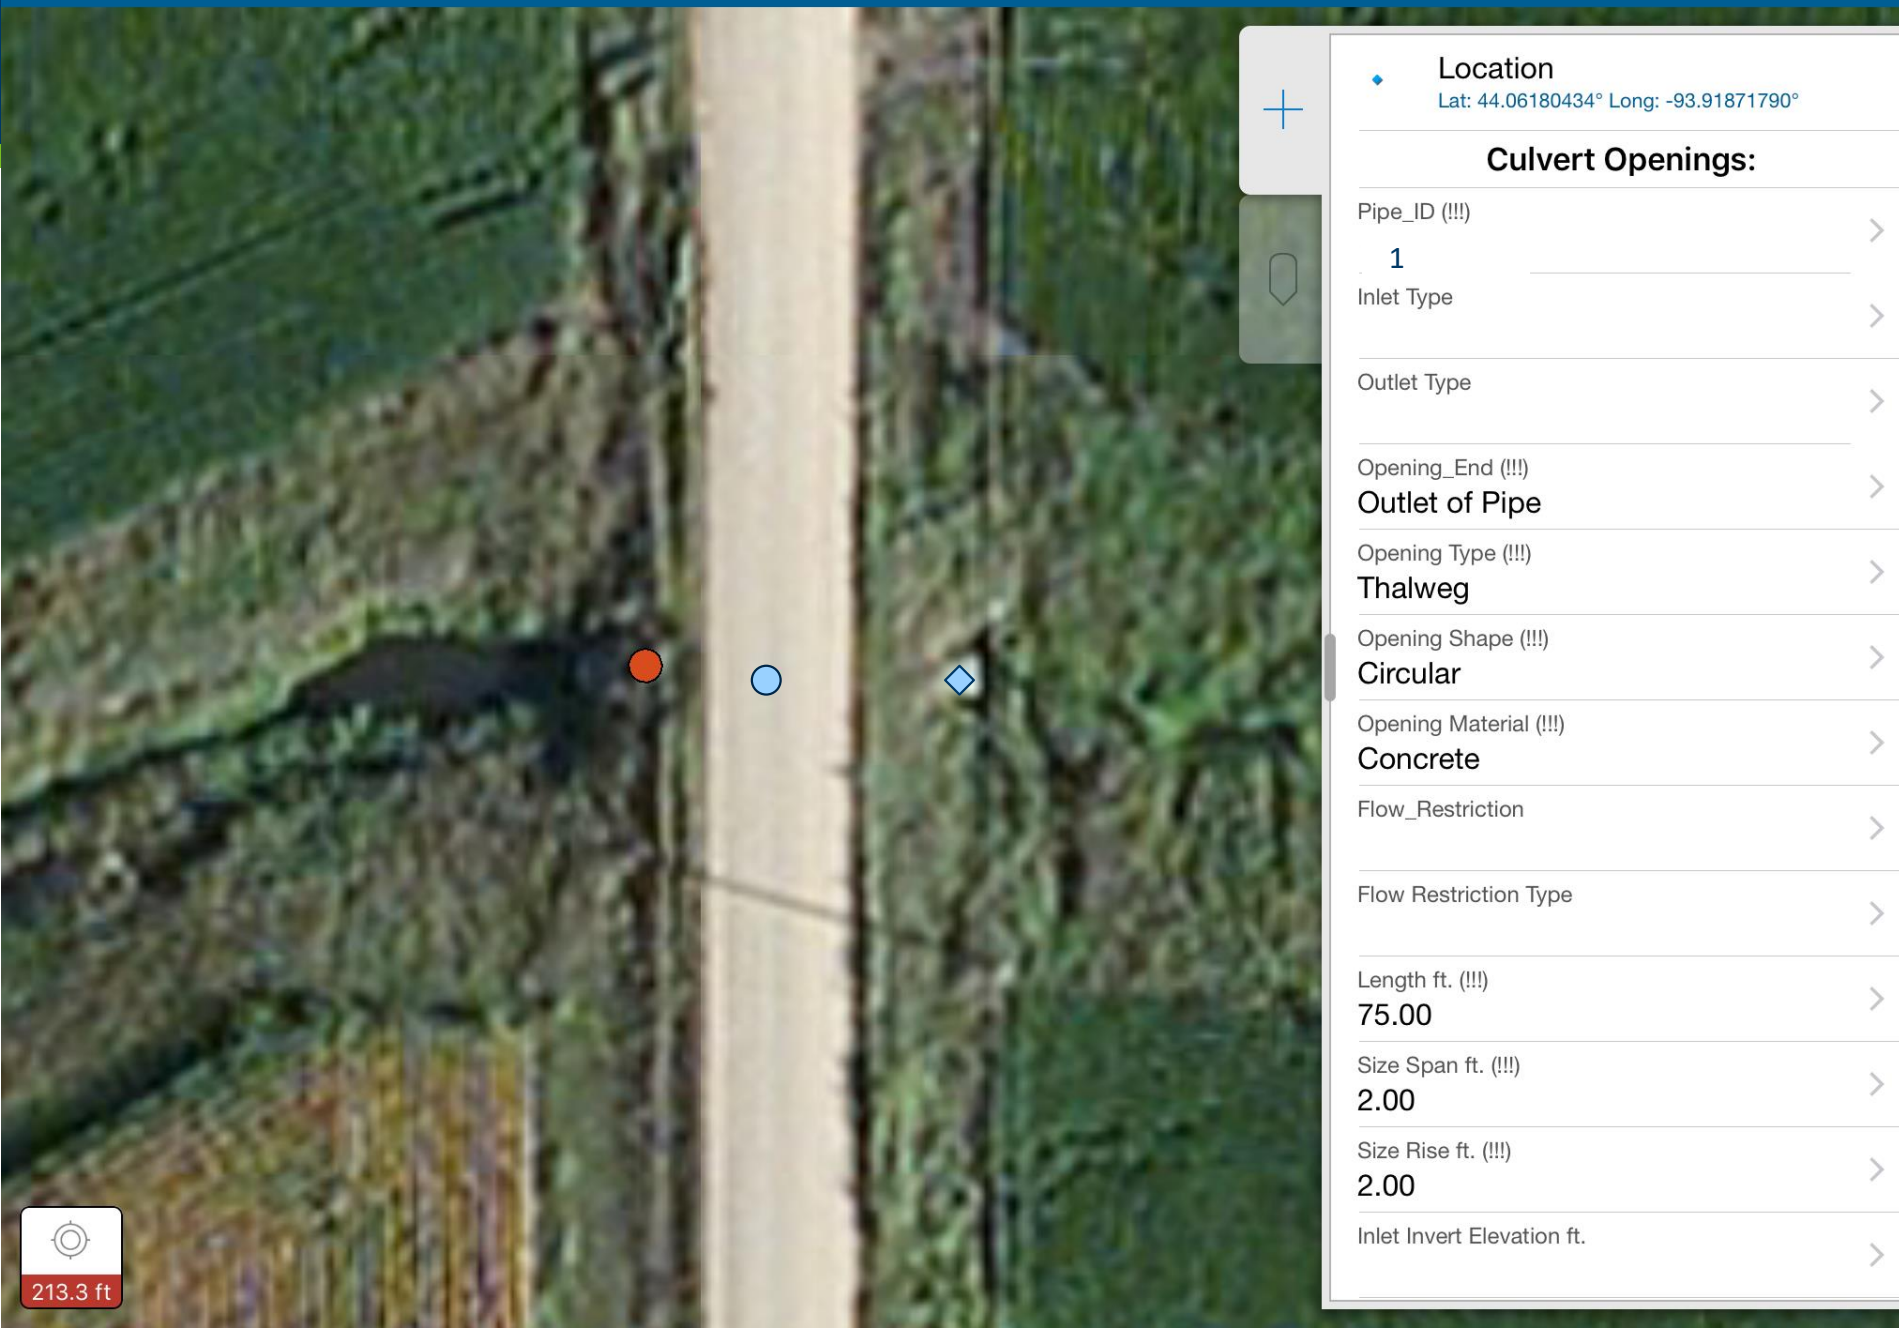 Location
Lat: 44.06180434° Long: -93.91871790°
Culvert Openings:
Pipe_ID (!!!)
1
Inlet Type
Outlet Type
Opening_End (!!!)
Outlet of Pipe
Opening Type (!!!)
Thalweg
Opening Shape (!!!)
Circular
Opening Material (!!!)
Concrete
Flow_Restriction
Flow Restriction Type
Length ft. (!!!)
75.00
Size Span ft. (!!!)
2.00
Size Rise ft. (!!!)
2.00
Inlet Invert Elevation ft.
213.3 ft